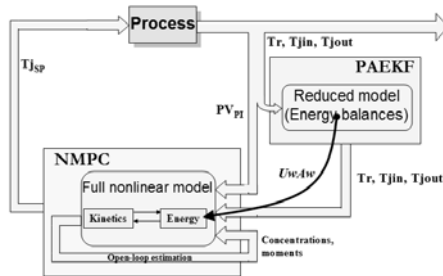 Process
Tr, Tjin, Tjout
Tj_SP
PAEKF
Reduced model
(Energy balances)
PV_PI
NMPC
UwAw
Full nonlinear model
Tr, Tjin, Tjout
Kinetics
Energy
Concentrations,
moments
Open-loop estimation